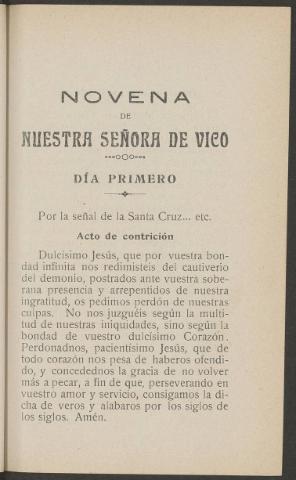 NOVENA
DE
NUESTRA SEÑORA DE VICO
DÍA PRIMERO
Por la señal de la Santa Cruz... etc.
Acto de contrición
Dulcísimo Jesús, que por vuestra bon-
dad infinita nos redimisteis del cautiverio
del demonio, postrados ante vuestra sobe-
rana presencia y arrepentidos de nuestra
ingratitud, os pedimos perdón de nuestras
culpas. No nos juzguéis según la multi-
tud de nuestras iniquidades, sino según la
bondad de vuestro dulcísimo Corazón.
Perdonadnos, pacientísimo Jesús, que de
todo corazón nos pesa de haberos ofendi-
do, y concedednos la gracia de no volver
más a pecar, a fin de que, perseverando en
vuestro amor y servicio, consigamos la di-
cha de veros y alabaros por los siglos de
los siglos. Amén.